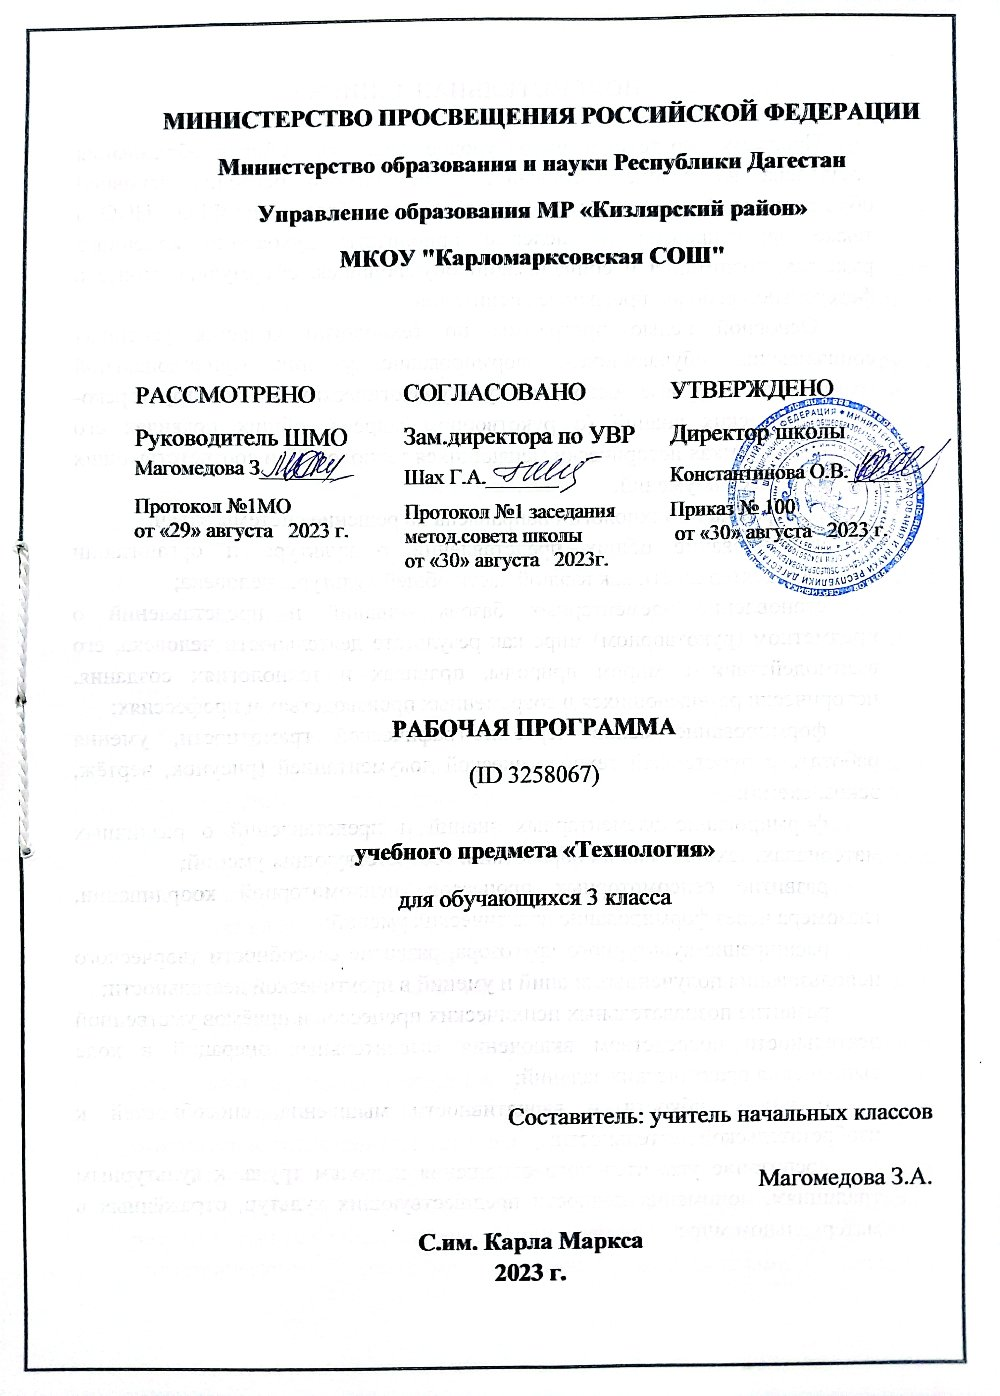 МИНИСТЕРСТВО ПРОСВЕЩЕНИЯ РОССИЙСКОЙ ФЕДЕРАЦИИ
Министерство образования и науки Республики Дагестан
Управление образования МР «Кизлярский район»
МКОУ "Карломарксовская СОШ"
РАССМОТРЕНО
Руководитель ШМО
Магомедова З.
Протокол №1МО
от «29» августа 2023 г.
СОГЛАСОВАНО
Зам.директора по УВР
Шах Г.А.
Протокол №1 заседания
метод.совета школы
от «30» августа 2023г.
УТВЕРЖДЕНО
Директор школы
Константинова О.В.
Приказ № 100
от «30» августа 2023 г.
РАБОЧАЯ ПРОГРАММА
(ID 3258067)
учебного предмета «Технология»
для обучающихся 3 класса
Составитель: учитель начальных классов
Магомедова З.А.
С.им. Карла Маркса
2023 г.